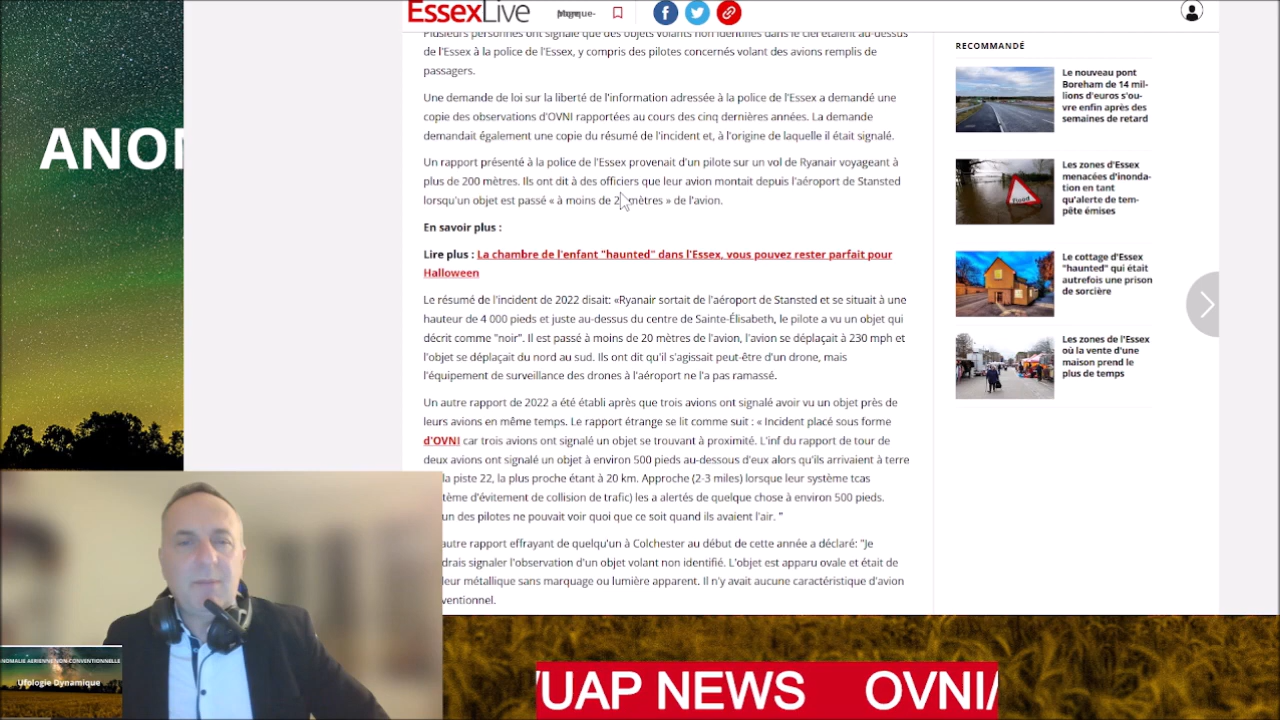 EssexLive
ANOM
Plusieurs personnes ont signalé que des objets volants non identifiés dans le ciel étaient au-dessus
de l'Essex à la police de l'Essex, y compris des pilotes concernés volant des avions remplis de
passagers.
Une demande de loi sur la liberté de l'information adressée à la police de l'Essex a demandé une
copie des observations d'OVNI rapportées au cours des cinq dernières années. La demande
demandait également une copie du résumé de l'incident et, à l'origine de laquelle il était signalé.
Un rapport présenté à la police de l'Essex provenait d'un pilote sur un vol de Ryanair voyageant à
plus de 200 mètres. Ils ont dit à des officiers que leur avion montait depuis l'aéroport de Stansted
lorsqu'un objet est passé « à moins de 2 mètres » de l'avion.
En savoir plus :
Lire plus : La chambre de l'enfant "haunted" dans l'Essex, vous pouvez rester parfait pour
Halloween
Le résumé de l'incident de 2022 disait: «Ryanair sortait de l'aéroport de Stansted et se situait à une
hauteur de 4 000 pieds et juste au-dessus du centre de Sainte-Élisabeth, le pilote a vu un objet qui
décrit comme "noir". Il est passé à moins de 20 mètres de l'avion, l'avion se déplaçait à 230 mph et
l'objet se déplaçait du nord au sud. Ils ont dit qu'il s'agissait peut-être d'un drone, mais
l'équipement de surveillance des drones à l'aéroport ne l'a pas ramassé.
Un autre rapport de 2022 a été établi après que trois avions ont signalé avoir vu un objet près de
leurs avions en même temps. Le rapport étrange se lit comme suit : « Incident placé sous forme
d'OVNI car trois avions ont signalé un objet se trouvant à proximité. L'inf du rapport de tour de
deux avions ont signalé un objet à environ 500 pieds au-dessous d'eux alors qu'ils arrivaient à terre
la piste 22, la plus proche étant à 20 km. Approche (2-3 miles) lorsque leur système tcas
tème d'évitement de collision de trafic) les a alertés de quelque chose à environ 500 pieds.
un des pilotes ne pouvait voir quoi que ce soit quand ils avaient l'air. "
autre rapport effrayant de quelqu'un à Colchester au début de cette année a déclaré: "Je
drais signaler l'observation d'un objet volant non identifié. L'objet est apparu ovale et était de
leur métallique sans marquage ou lumière apparent. Il n'y avait aucune caractéristique d'avion
ventionnel.
RECOMMANDÉ
Le nouveau pont
Boreham de 14 mil-
lions d'euros s'ou-
vre enfin après des
semaines de retard
Les zones d'Essex
menacées d'inonda-
tion en tant
qu'alerte de tem-
pête émises
Flood
Le cottage d'Essex
"haunted" qui était
autrefois une prison
de sorcière
Les zones de l'Essex
où la vente d'une
maison prend le
plus de temps
NOMALIE AERIENNE NON-CONVENTIONNELLE
Ufologie Dynamique
/UAP NEWS OVNI/